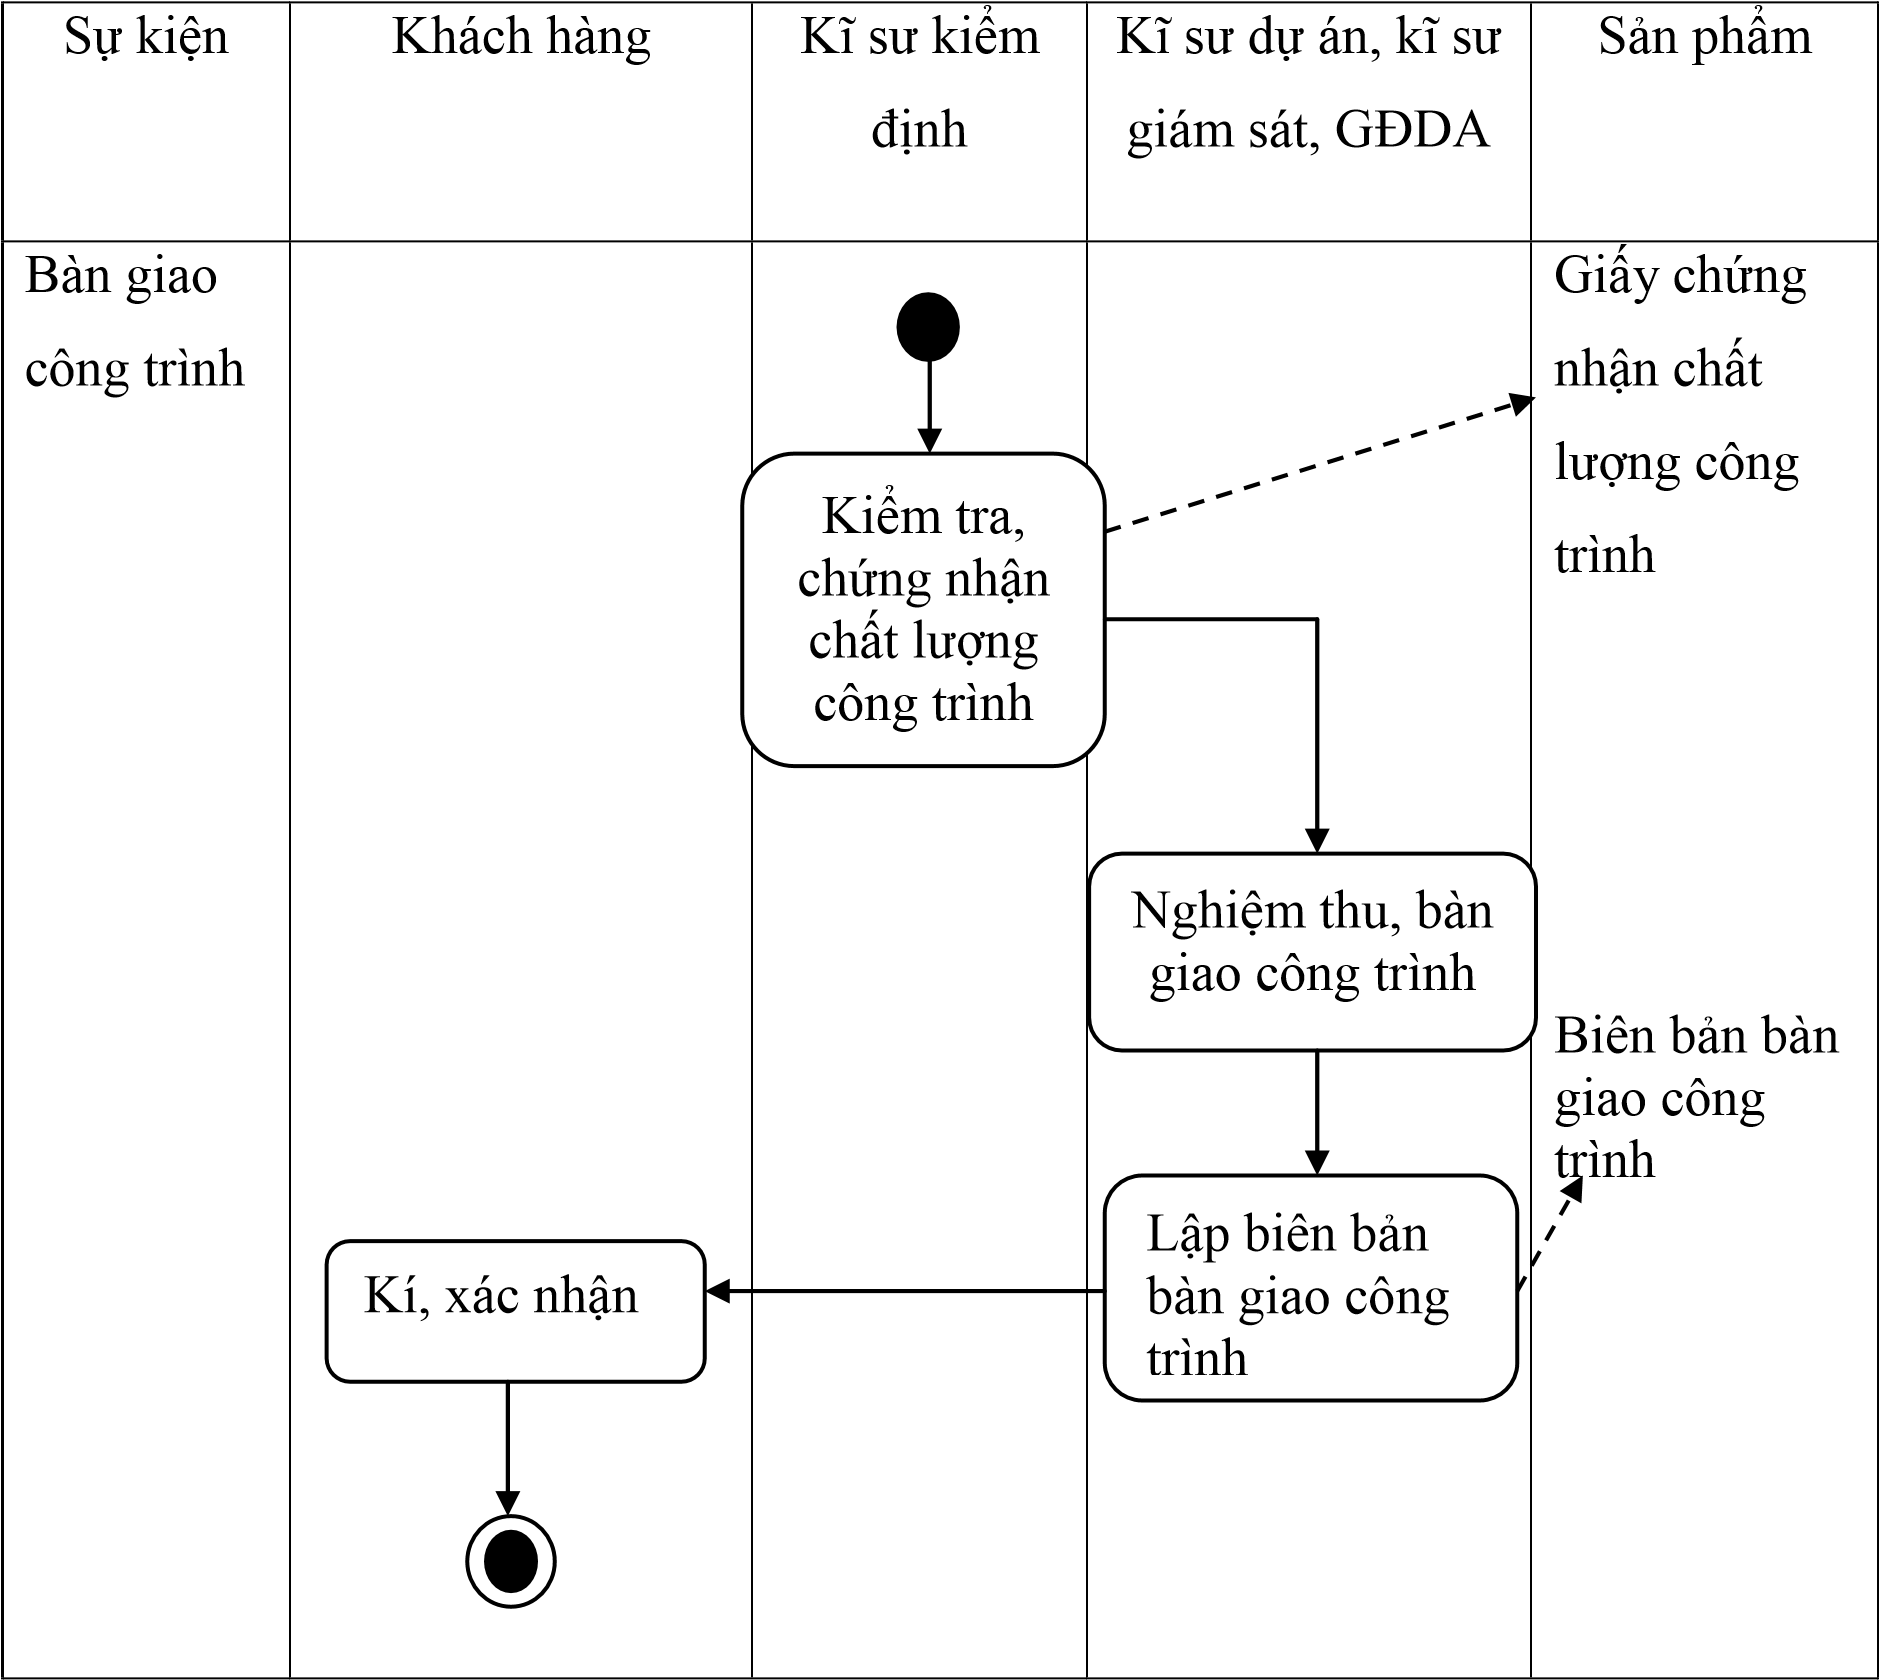 Sự kiện
Khách hàng
Kĩ sư kiểm
định
Kĩ sư dự án, kĩ sư
giám sát, GĐDA
Sản phẩm
Bàn giao
công trình
Giấy chứng
nhận chất
lượng công
trình
Kiểm tra,
chứng nhận
chất lượng
công trình
Nghiệm thu, bàn
giao công trình
Biên bản bàn
giao công
trình
Lập biên bản
bàn giao công
trình
Kí, xác nhận